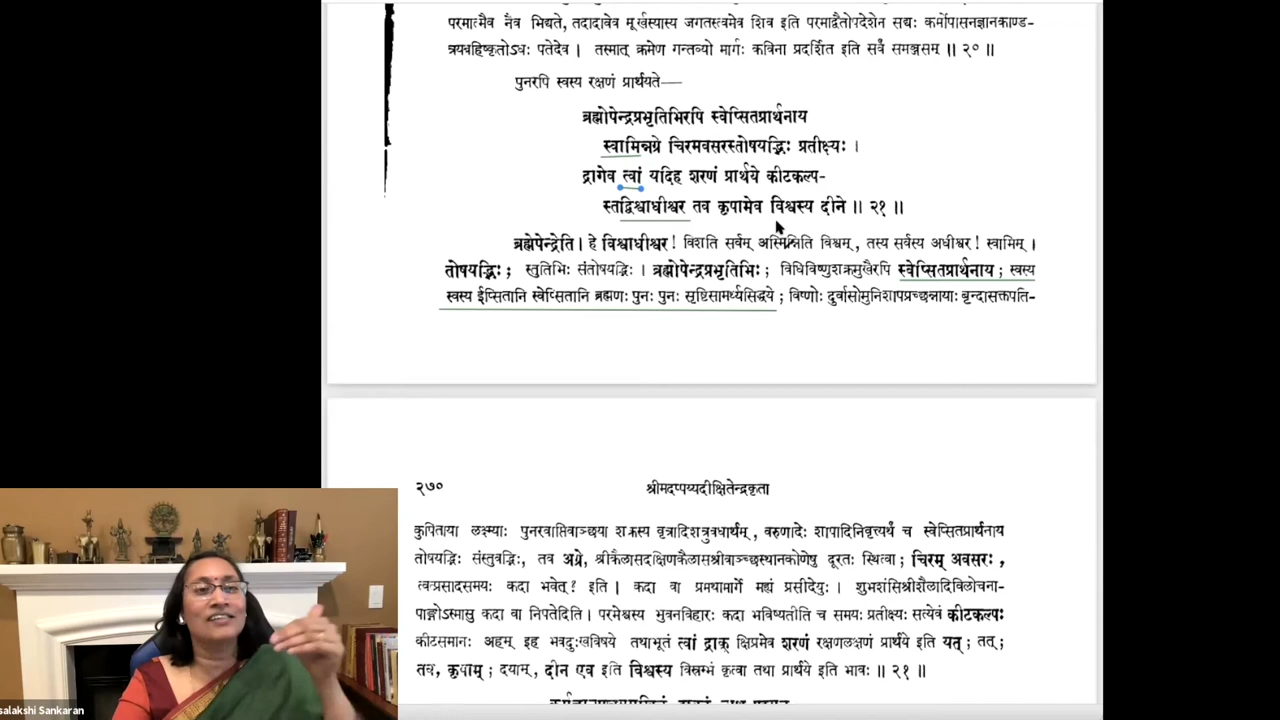 परमात्मैव नैव भिद्यते, तदादावेव मूर्खस्यास्य जगतस्त्वमेव शिव इति परमाद्वैतोपदेशेन सद्यः कर्मोपासनज्ञानकाण्ड-
त्रयबहिष्कृतोऽधः पतेदेव । तस्मात् क्रमेण गन्तव्यो मार्गः कविना प्रदर्शित इति सर्वं समञ्जसम् ॥ २० ॥
पुनरपि स्वस्य रक्षणं प्रार्थयते—
ब्रह्मोपेन्द्रप्रभृतिभिरपि स्वेप्सितप्रार्थनाय
स्वामिन्नग्रे चिरमवसरस्तोषयद्भिः प्रतीक्ष्यः ।
द्रागेव त्वां यदिह शरणं प्रार्थये कीटकल्प-
स्तद्विश्वाधीश्वर तव कृपामेव विश्वस्य दीने ॥ २१ ॥
ब्रह्मेपेन्द्रेति । हे विश्वाधीश्वर ! विशति सर्वम् अस्मिन्निति विश्वम् , तस्य सर्वस्य अधीश्वर ! स्वामिम् ।
तोषयद्भिः ; स्तुतिभिः संतोषयद्भिः । ब्रह्मोपेन्द्रप्रभृतिभिः ; विधिविष्णुशक्रमुखैरपि स्वेप्सितप्रार्थनाय ; स्वस्य
स्वस्य ईप्सितानि स्वेप्सितानि ब्रह्मणः पुनः पुनः सृष्टिसामर्थ्यसिद्धये ; विष्णोः दुर्वासोमुनिशापप्रच्छन्नायाः बृन्दासक्तपति-
२७०
श्रीमदप्पय्यदीक्षितेन्द्रकृता
कुपिताया लक्ष्म्याः पुनरवाप्तिवाञ्छया शक्रस्य वृत्रादिशत्रुवधार्थम् , वरुणादेः शापादिनिवृत्त्यर्थं च स्वेप्सितप्रार्थनाय
तोषयद्भिः संस्तुवद्भिः, तव अग्रे, श्रीकैलासदक्षिणकैलासश्रीवाञ्च्छस्थानकोणेषु दूरतः स्थित्वा ; चिरम् अवसरः ,
त्वत्प्रसादसमयः कदा भवेत् ? इति । कदा वा प्रमथामार्गे मह्यं प्रसीदेयुः । शुभशंसिश्रीशैलादिविलोचना-
पाङ्गोऽस्मासु कदा वा निपतेदिति । परमेश्वस्य भुवनविहारः कदा भविष्यतीति च समयः प्रतीक्ष्यः सत्येवं कीटकल्पः
कीटसमानः अहम् इह भवदुःखविषये तथाभूतं त्वां द्राक् क्षिप्रमेव शरणं रक्षणलक्षणं प्रार्थये इति यत् ; तत् ;
तव, कृपाम् ; दयाम् , दीन एव इति विश्वस्य विस्रम्भं कृत्वा तथा प्रार्थये इति भावः ॥ २१ ॥
salakshi Sankaran